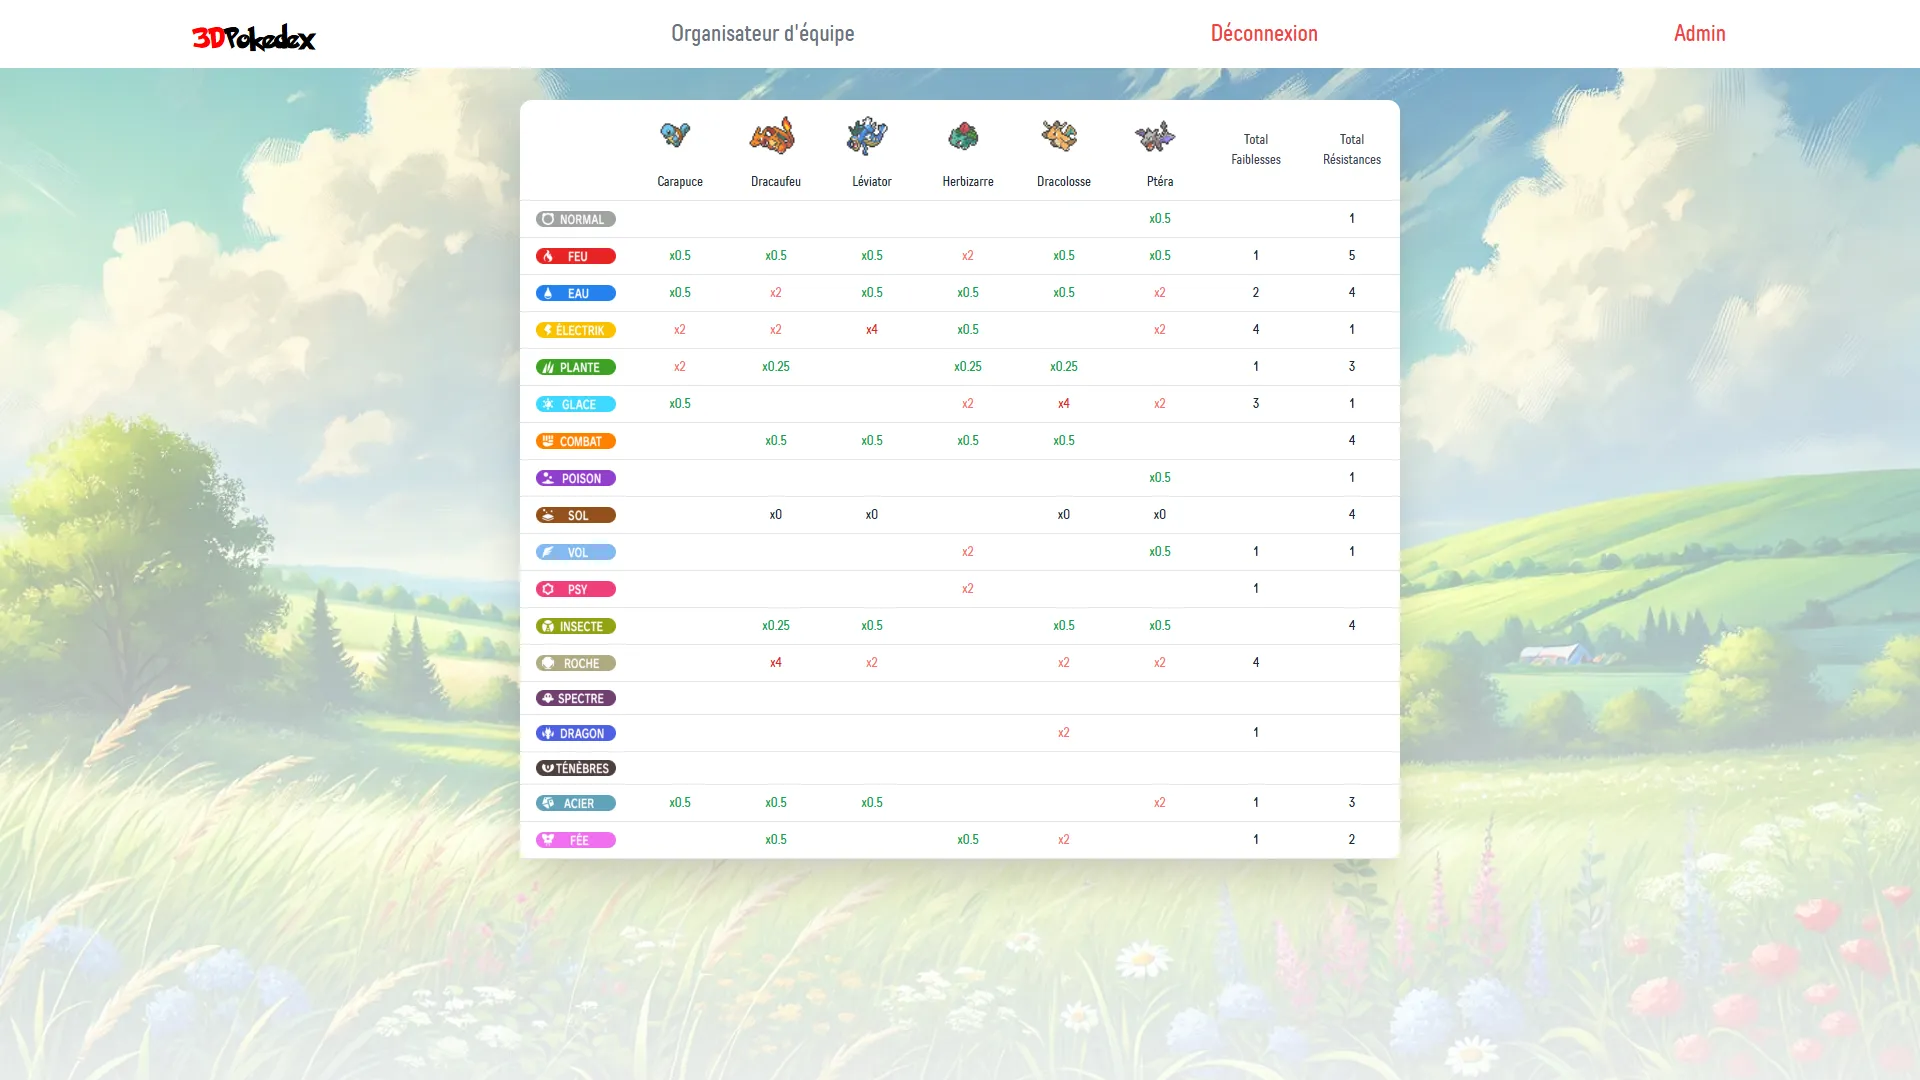 3DPokedex Organisateur d'équipe Déconnexion Admin
Total Total
Faiblesses Résistances
Carapuce Dracaufeu Léviator Herbizarre Dracolosse Ptéra
NORMAL x0.5 1
FEU x0.5 x0.5 x0.5 x2 x0.5 x0.5 1 5
EAU x0.5 x2 x0.5 x0.5 x0.5 x2 2 4
ÉLECTRIK x2 x2 x4 x0.5 x2 4 1
PLANTE x2 x0.25 x0.25 x0.25 1 3
GLACE x0.5 x2 x4 x2 3 1
COMBAT x0.5 x0.5 x0.5 x0.5 4
POISON x0.5 1
SOL x0 x0 x0 x0 4
VOL x2 x0.5 1 1
PSY x2 1
INSECTE x0.25 x0.5 x0.5 x0.5 4
ROCHE x4 x2 x2 x2 4
SPECTRE
DRAGON x2 1
TÉNÈBRES
ACIER x0.5 x0.5 x0.5 x2 1 3
FÉE x0.5 x0.5 x2 1 2